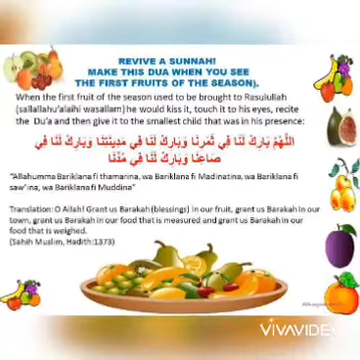 REVIVE A SUNNAH!
MAKE THIS DUA WHEN YOU SEE
THE FIRST FRUITS OF THE SEASON).
When the first fruit of the season used to be brought to Rasulullah
(sallallahu'alaihi wasallam) he would kiss it, touch it to his eyes, recite
the Du'a and then give it to the smallest child that was in his presence:
اللَّهُمَّ بَارِكْ لَنَا فِي ثَمَرِنَا وَبَارِكْ لَنَا فِي مَدِينَتِنَا وَبَارِكْ لَنَا فِي
صَاعِنَا وَبَارِكْ لَنَا فِي مُدِّنَا
"Allahumma Bariklana fi thamarina, wa Bariklana fi Madinatina, wa Bariklana fi
saw'ina, wa Bariklana fi Muddina"
Translation: O Allah! Grant us Barakah (blessings) in our fruit, grant us Barakah in our
town, grant us Barakah in our food that is measured and grant us Barakah in our
food that is weighed.
(Sahih Muslim, Hadith:1373)
VIVAVIDEO